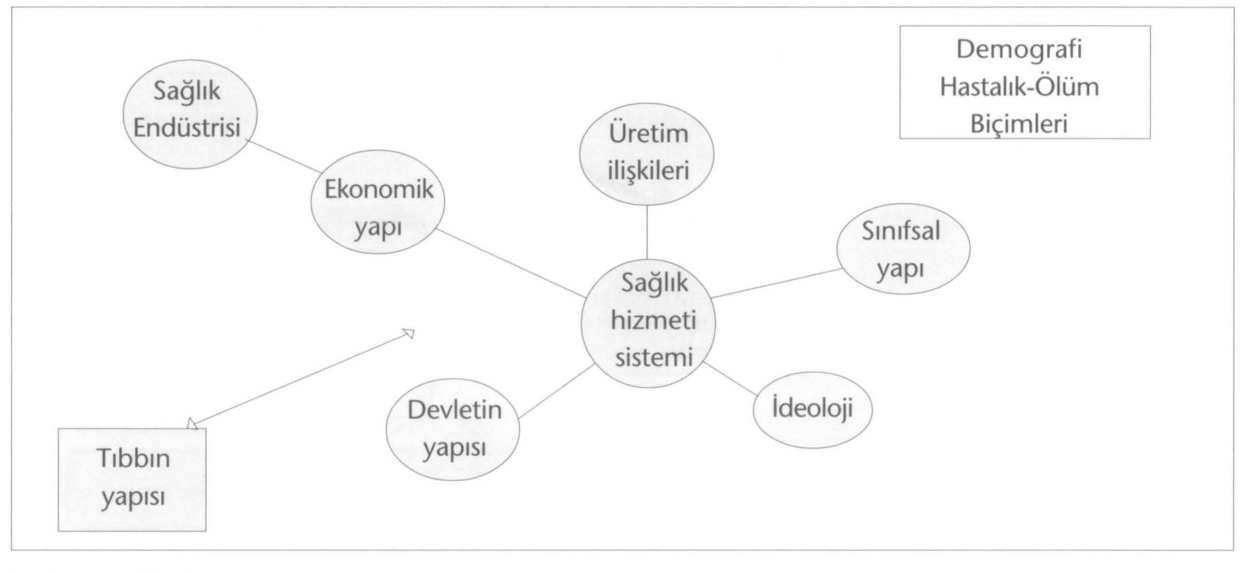 Sağlık
Endüstrisi
Ekonomik
yapı
Üretim
ilişkileri
Demografi
Hastalık-Ölüm
Biçimleri
Sınıfsal
yapı
Sağlık
hizmeti
sistemi
Devletin
yapısı
İdeoloji
Tıbbın
yapısı